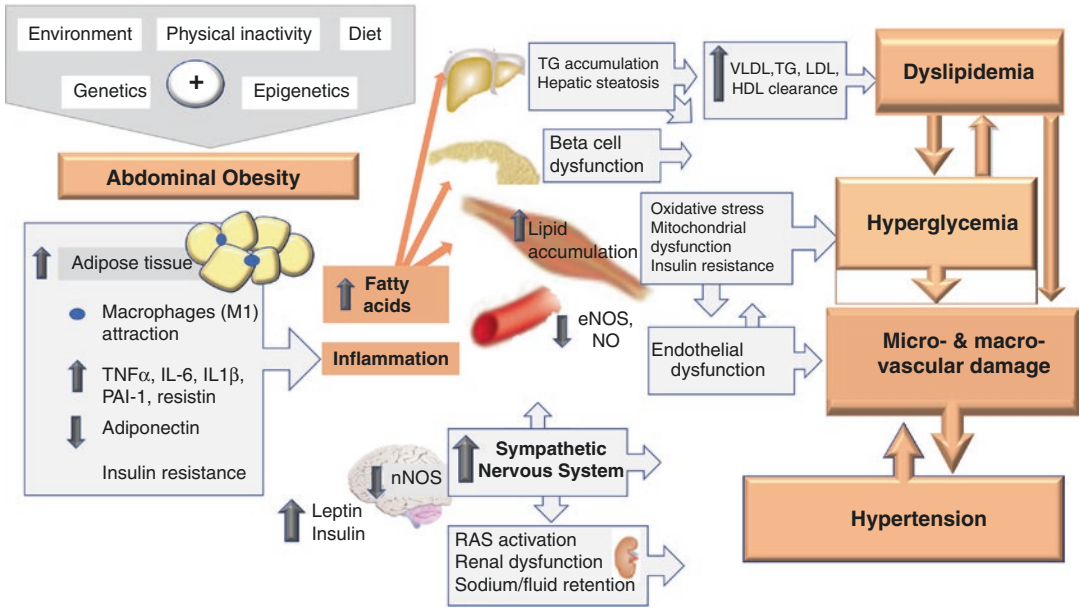 Environment
Physical inactivity
Diet
Genetics
+
Epigenetics
Abdominal Obesity
Adipose tissue
Macrophages (M1)
attraction
TNFα, IL-6, IL1β,
PAI-1, resistin
Adiponectin
Insulin resistance
Fatty
acids
Inflammation
TG accumulation
Hepatic steatosis
VLDL,TG, LDL,
HDL clearance
Dyslipidemia
Beta cell
dysfunction
Lipid
accumulation
Oxidative stress
Mitochondrial
dysfunction
Insulin resistance
Hyperglycemia
eNOS,
NO
Endothelial
dysfunction
Micro- & macro-
vascular damage
nNOS
Sympathetic
Nervous System
Leptin
Insulin
RAS activation
Renal dysfunction
Sodium/fluid retention
Hypertension